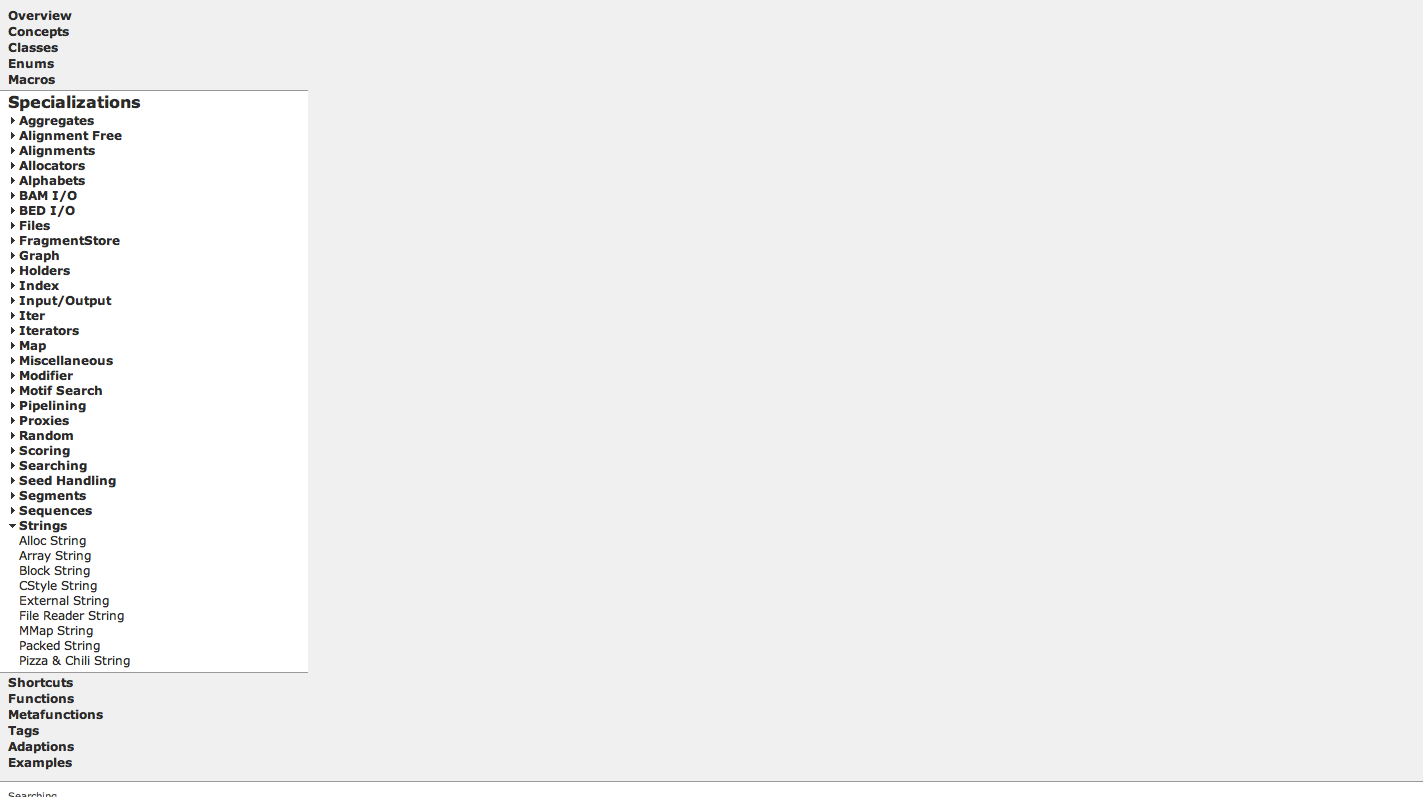 Overview
Concepts
Classes
Enums
Macros
Specializations
Aggregates
Alignment Free
Alignments
Allocators
Alphabets
BAM I/O
BED I/O
Files
FragmentStore
Graph
Holders
Index
Input/Output
Iter
Iterators
Map
Miscellaneous
Modifier
Motif Search
Pipelining
Proxies
Random
Scoring
Searching
Seed Handling
Segments
Sequences
Strings
Alloc String
Array String
Block String
CStyle String
External String
File Reader String
MMap String
Packed String
Pizza & Chili String
Shortcuts
Functions
Metafunctions
Tags
Adaptions
Examples
Searching